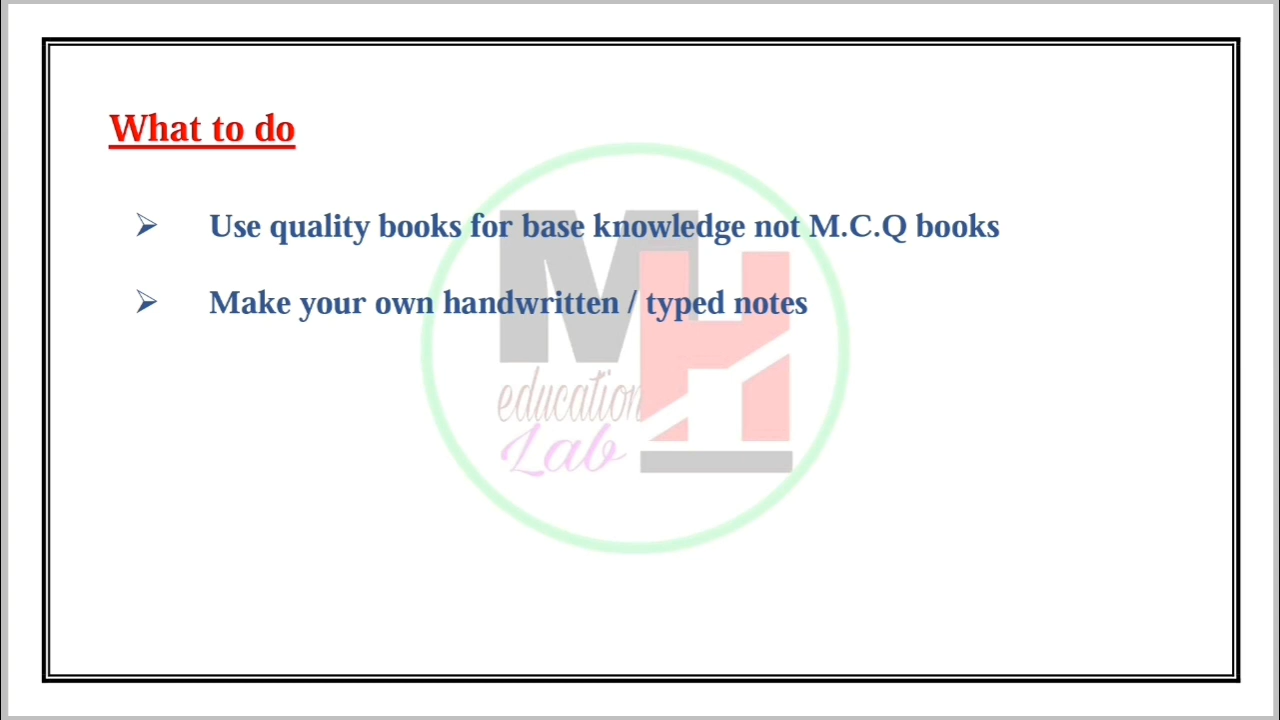 What to do
Use quality books for base knowledge not M.C.Q books
Make your own handwritten / typed notes
MH
education
Lab